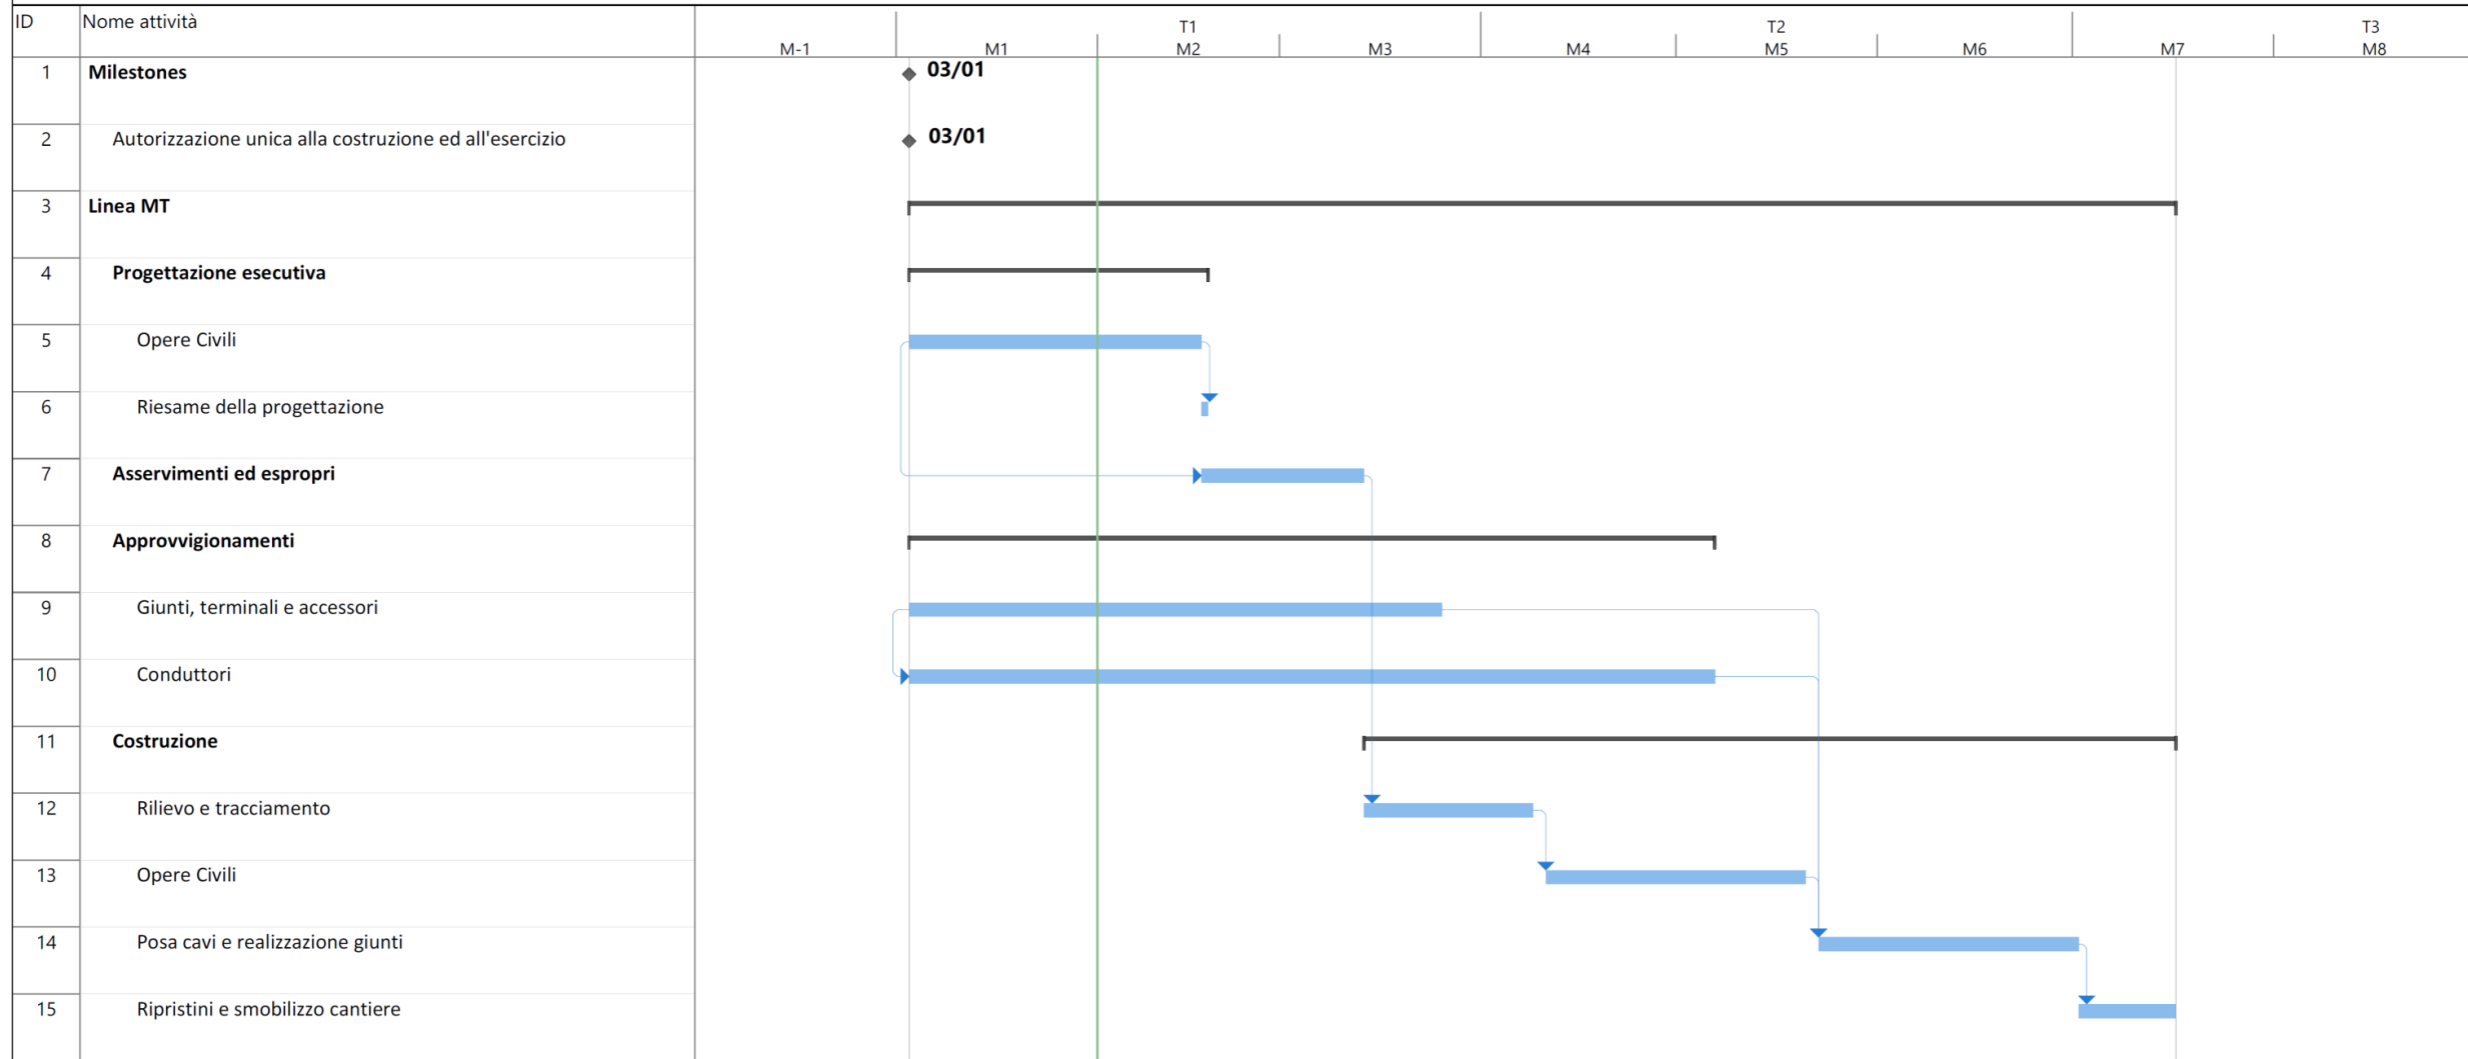 ID Nome attività T1 T2 T3
M-1 M1 M2 M3 M4 M5 M6 M7 M8
1 Milestones 03/01
2 Autorizzazione unica alla costruzione ed all'esercizio 03/01
3 Linea MT
4 Progettazione esecutiva
5 Opere Civili
6 Riesame della progettazione
7 Asservimenti ed espropri
8 Approvvigionamenti
9 Giunti, terminali e accessori
10 Conduttori
11 Costruzione
12 Rilievo e tracciamento
13 Opere Civili
14 Posa cavi e realizzazione giunti
15 Ripristini e smobilizzo cantiere